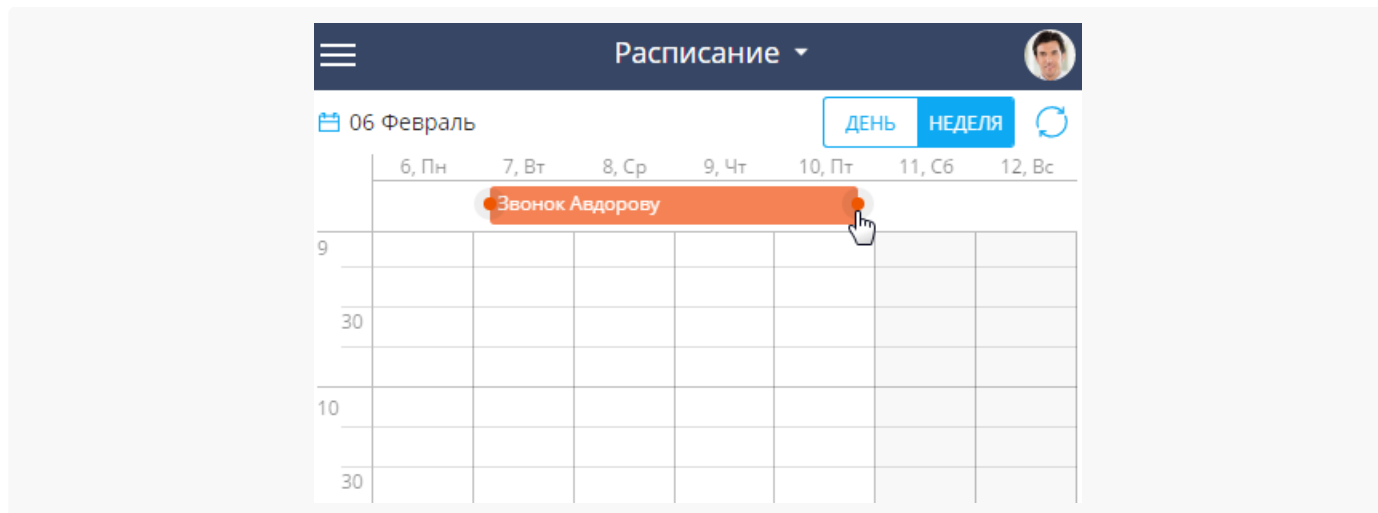 Расписание
06 Февраль ДЕНЬ НЕДЕЛЯ
6, Пн 7, Вт 8, Ср 9, Чт 10, Пт 11, Сб 12, Вс
Звонок Авдорову
9
30
10
30